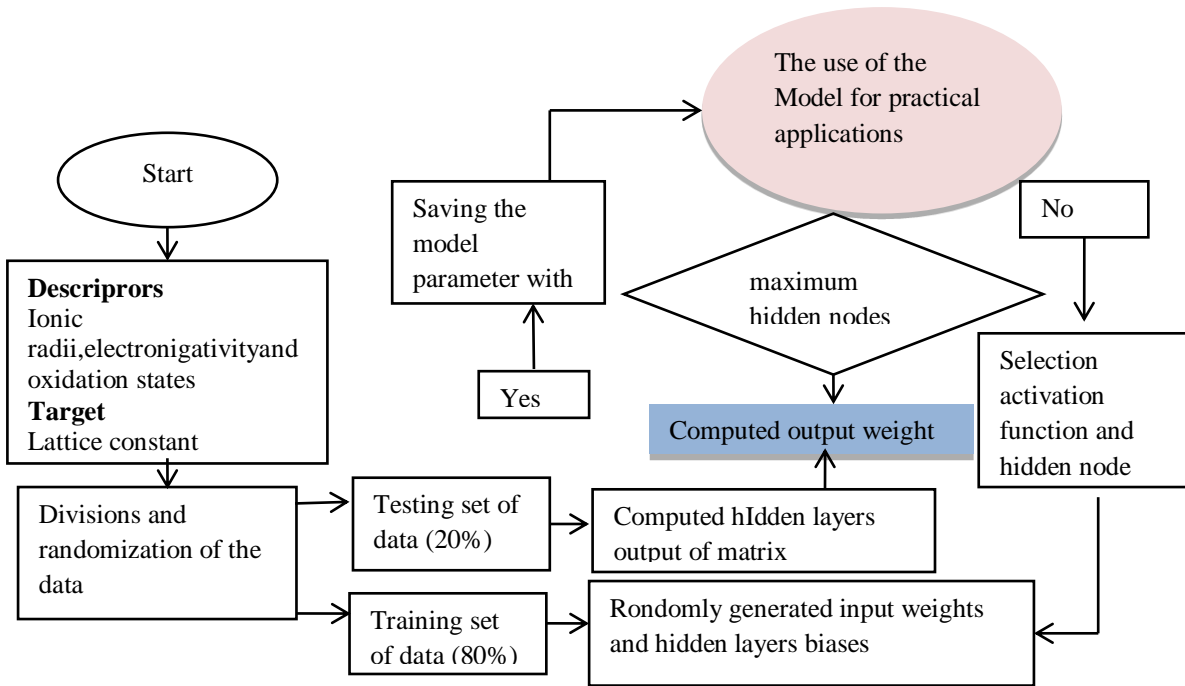 Start
Descriprors
Ionic
radii,electronigativityand
oxidation states
Target
Lattice constant
Divisions and
randomization of the
data
Testing set of
data (20%)
Training set
of data (80%)
Computed hIdden layers
output of matrix
Rondomly generated input weights
and hidden layers biases
Computed output weight
maximum
hidden nodes
Yes
Saving the
model
parameter with
The use of the
Model for practical
applications
No
Selection
activation
function and
hidden node